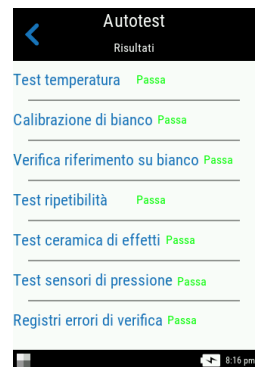 Autotest
Risultati
Test temperatura Passa
Calibrazione di bianco Passa
Verifica riferimento su bianco Passa
Test ripetibilità Passa
Test ceramica di effetti Passa
Test sensori di pressione Passa
Registri errori di verifica Passa
8:16 pm